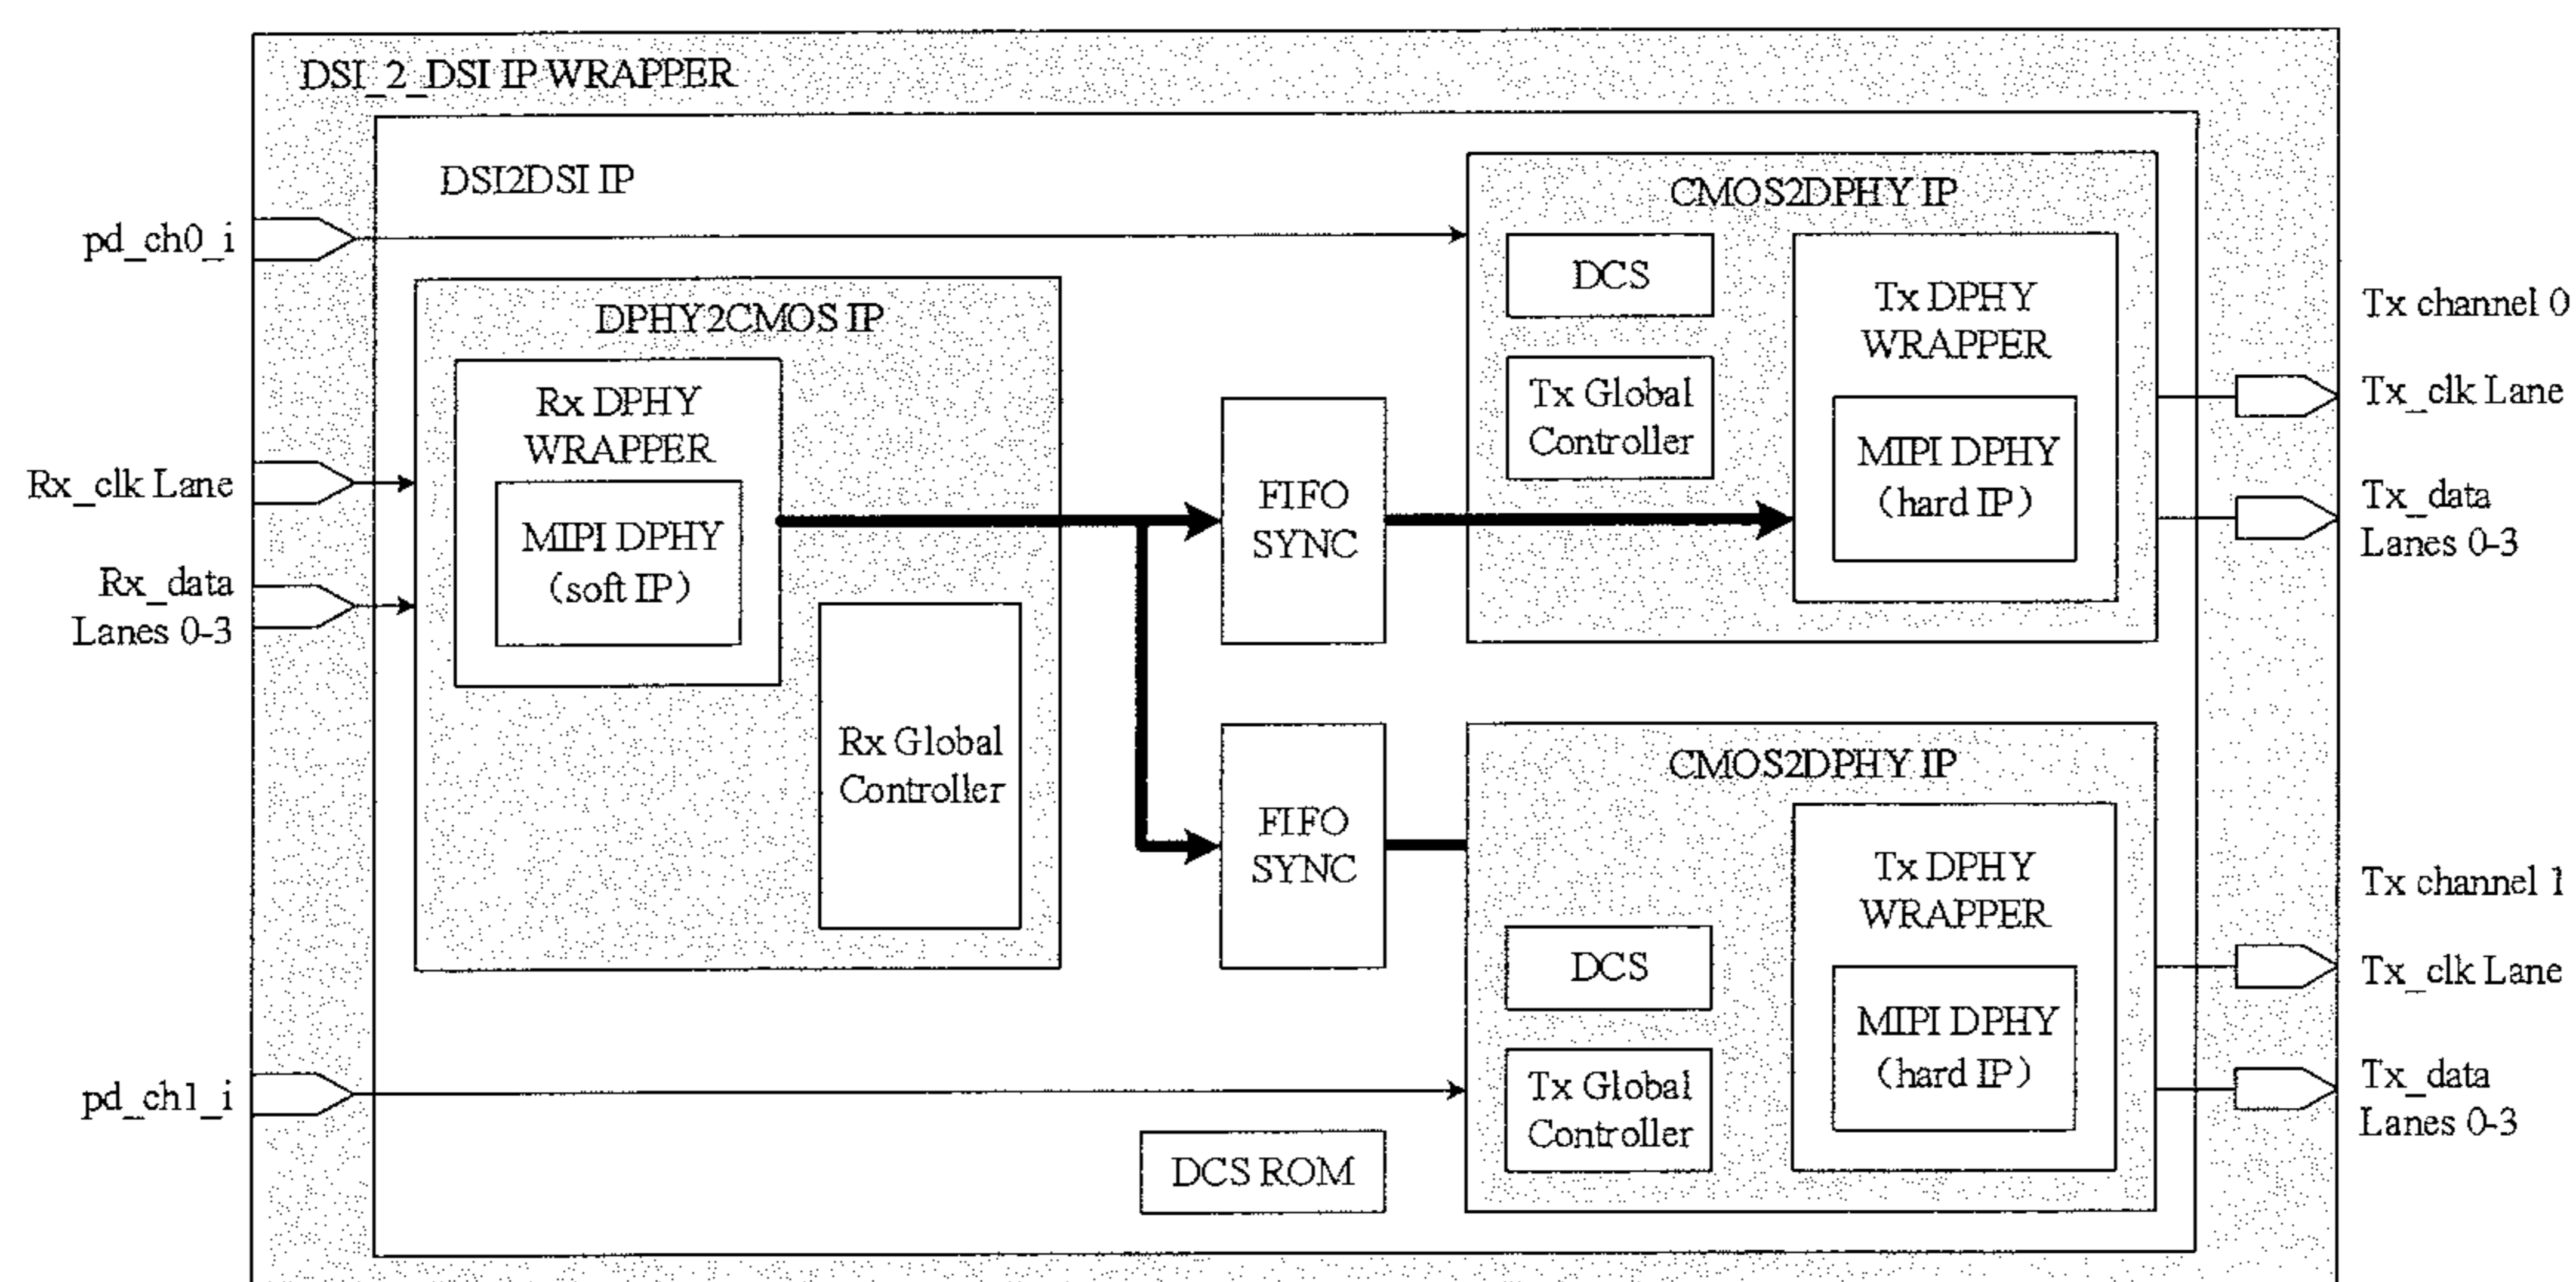 DSI_2_DSI IP WRAPPER
DSI2DSI IP
pd_ch0_i
Rx_clk Lane
Rx_data
Lanes 0-3
pd_ch1_i
DPHY2CMOS IP
Rx DPHY
WRAPPER
MIPI DPHY
(soft IP)
Rx Global
Controller
FIFO
SYNC
FIFO
SYNC
DCS ROM
CMOS2DPHY IP
DCS
Tx Global
Controller
Tx DPHY
WRAPPER
MIPI DPHY
(hard IP)
CMOS2DPHY IP
DCS
Tx Global
Controller
Tx DPHY
WRAPPER
MIPI DPHY
(hard IP)
Tx channel 0
Tx_clk Lane
Tx_data
Lanes 0-3
Tx channel 1
Tx_clk Lane
Tx_data
Lanes 0-3